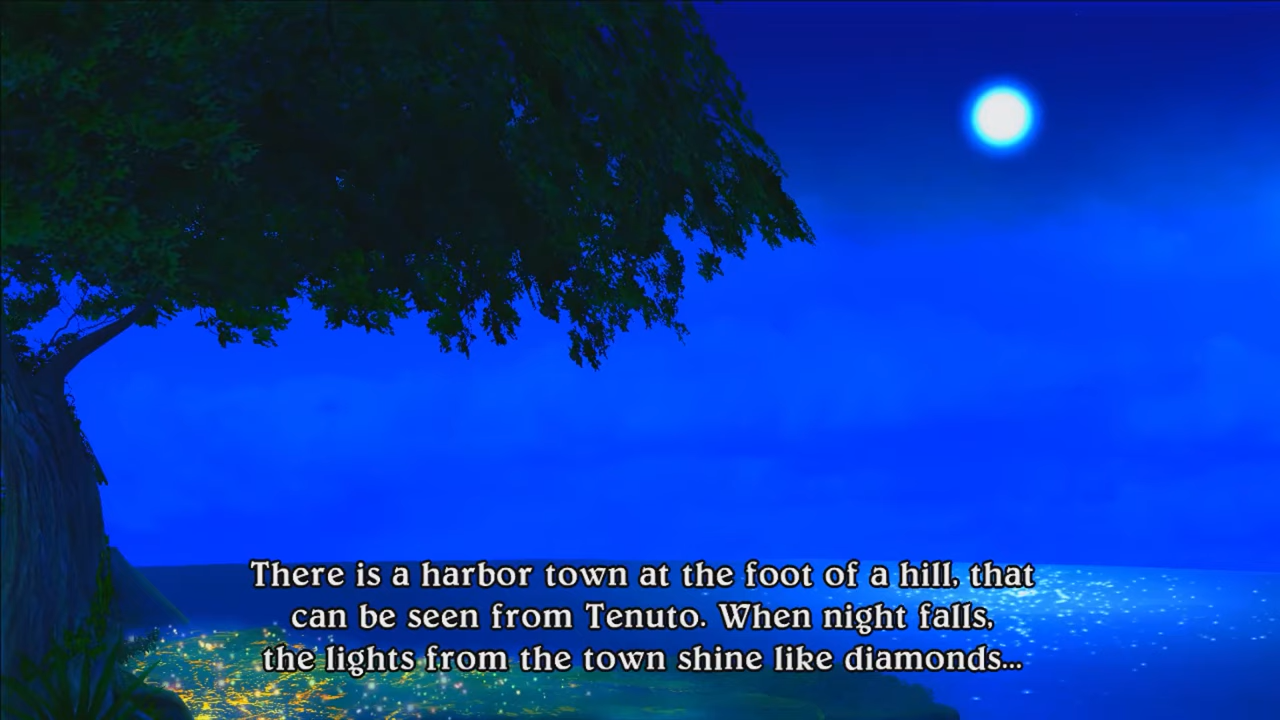 There is a harbor town at the foot of a hill, that
can be seen from Tenuto. When night falls,
the lights from the town shine like diamonds...